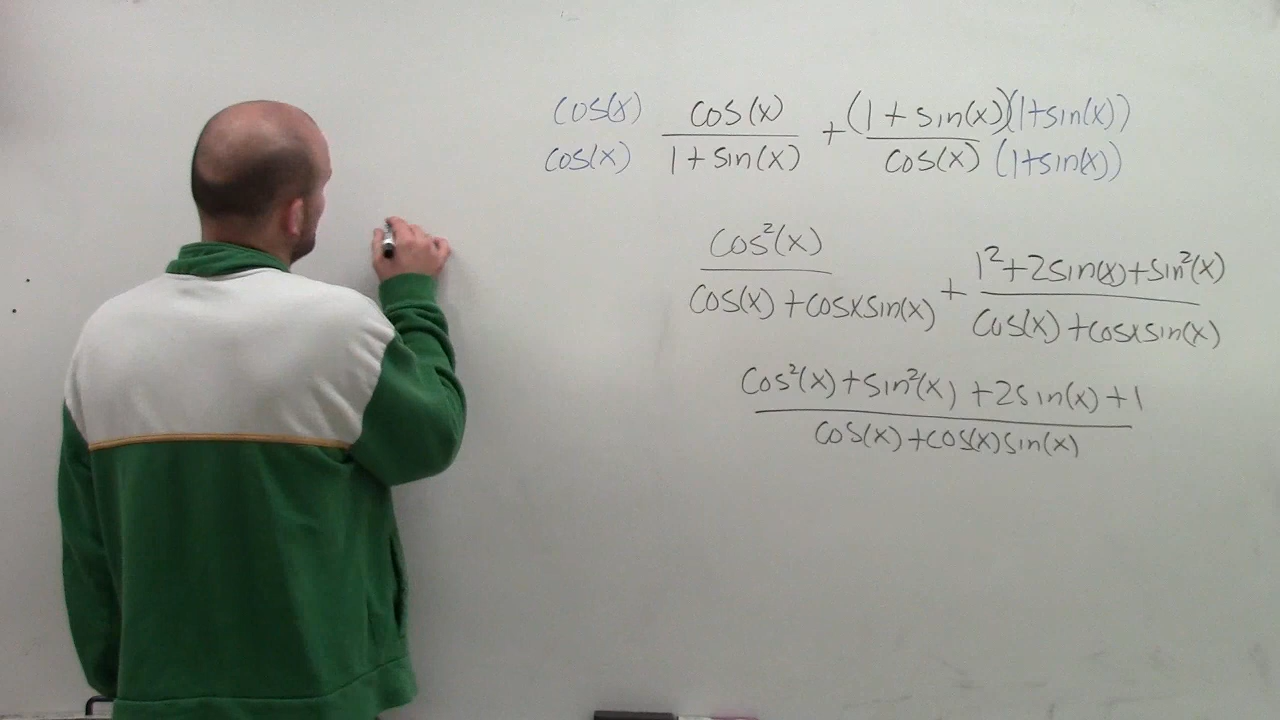 cos(x) cos(x) + (1 + sin(x))(1+sin(x))
cos(x) 1 + sin(x) cos(x) (1+sin(x))
cos²(x) + 1²+2sin(x)+sin²(x)
cos(x) + cosxsin(x) cos(x) + cosxsin(x)
cos²(x) + sin²(x) + 2sin(x) + 1
cos(x) + cos(x)sin(x)